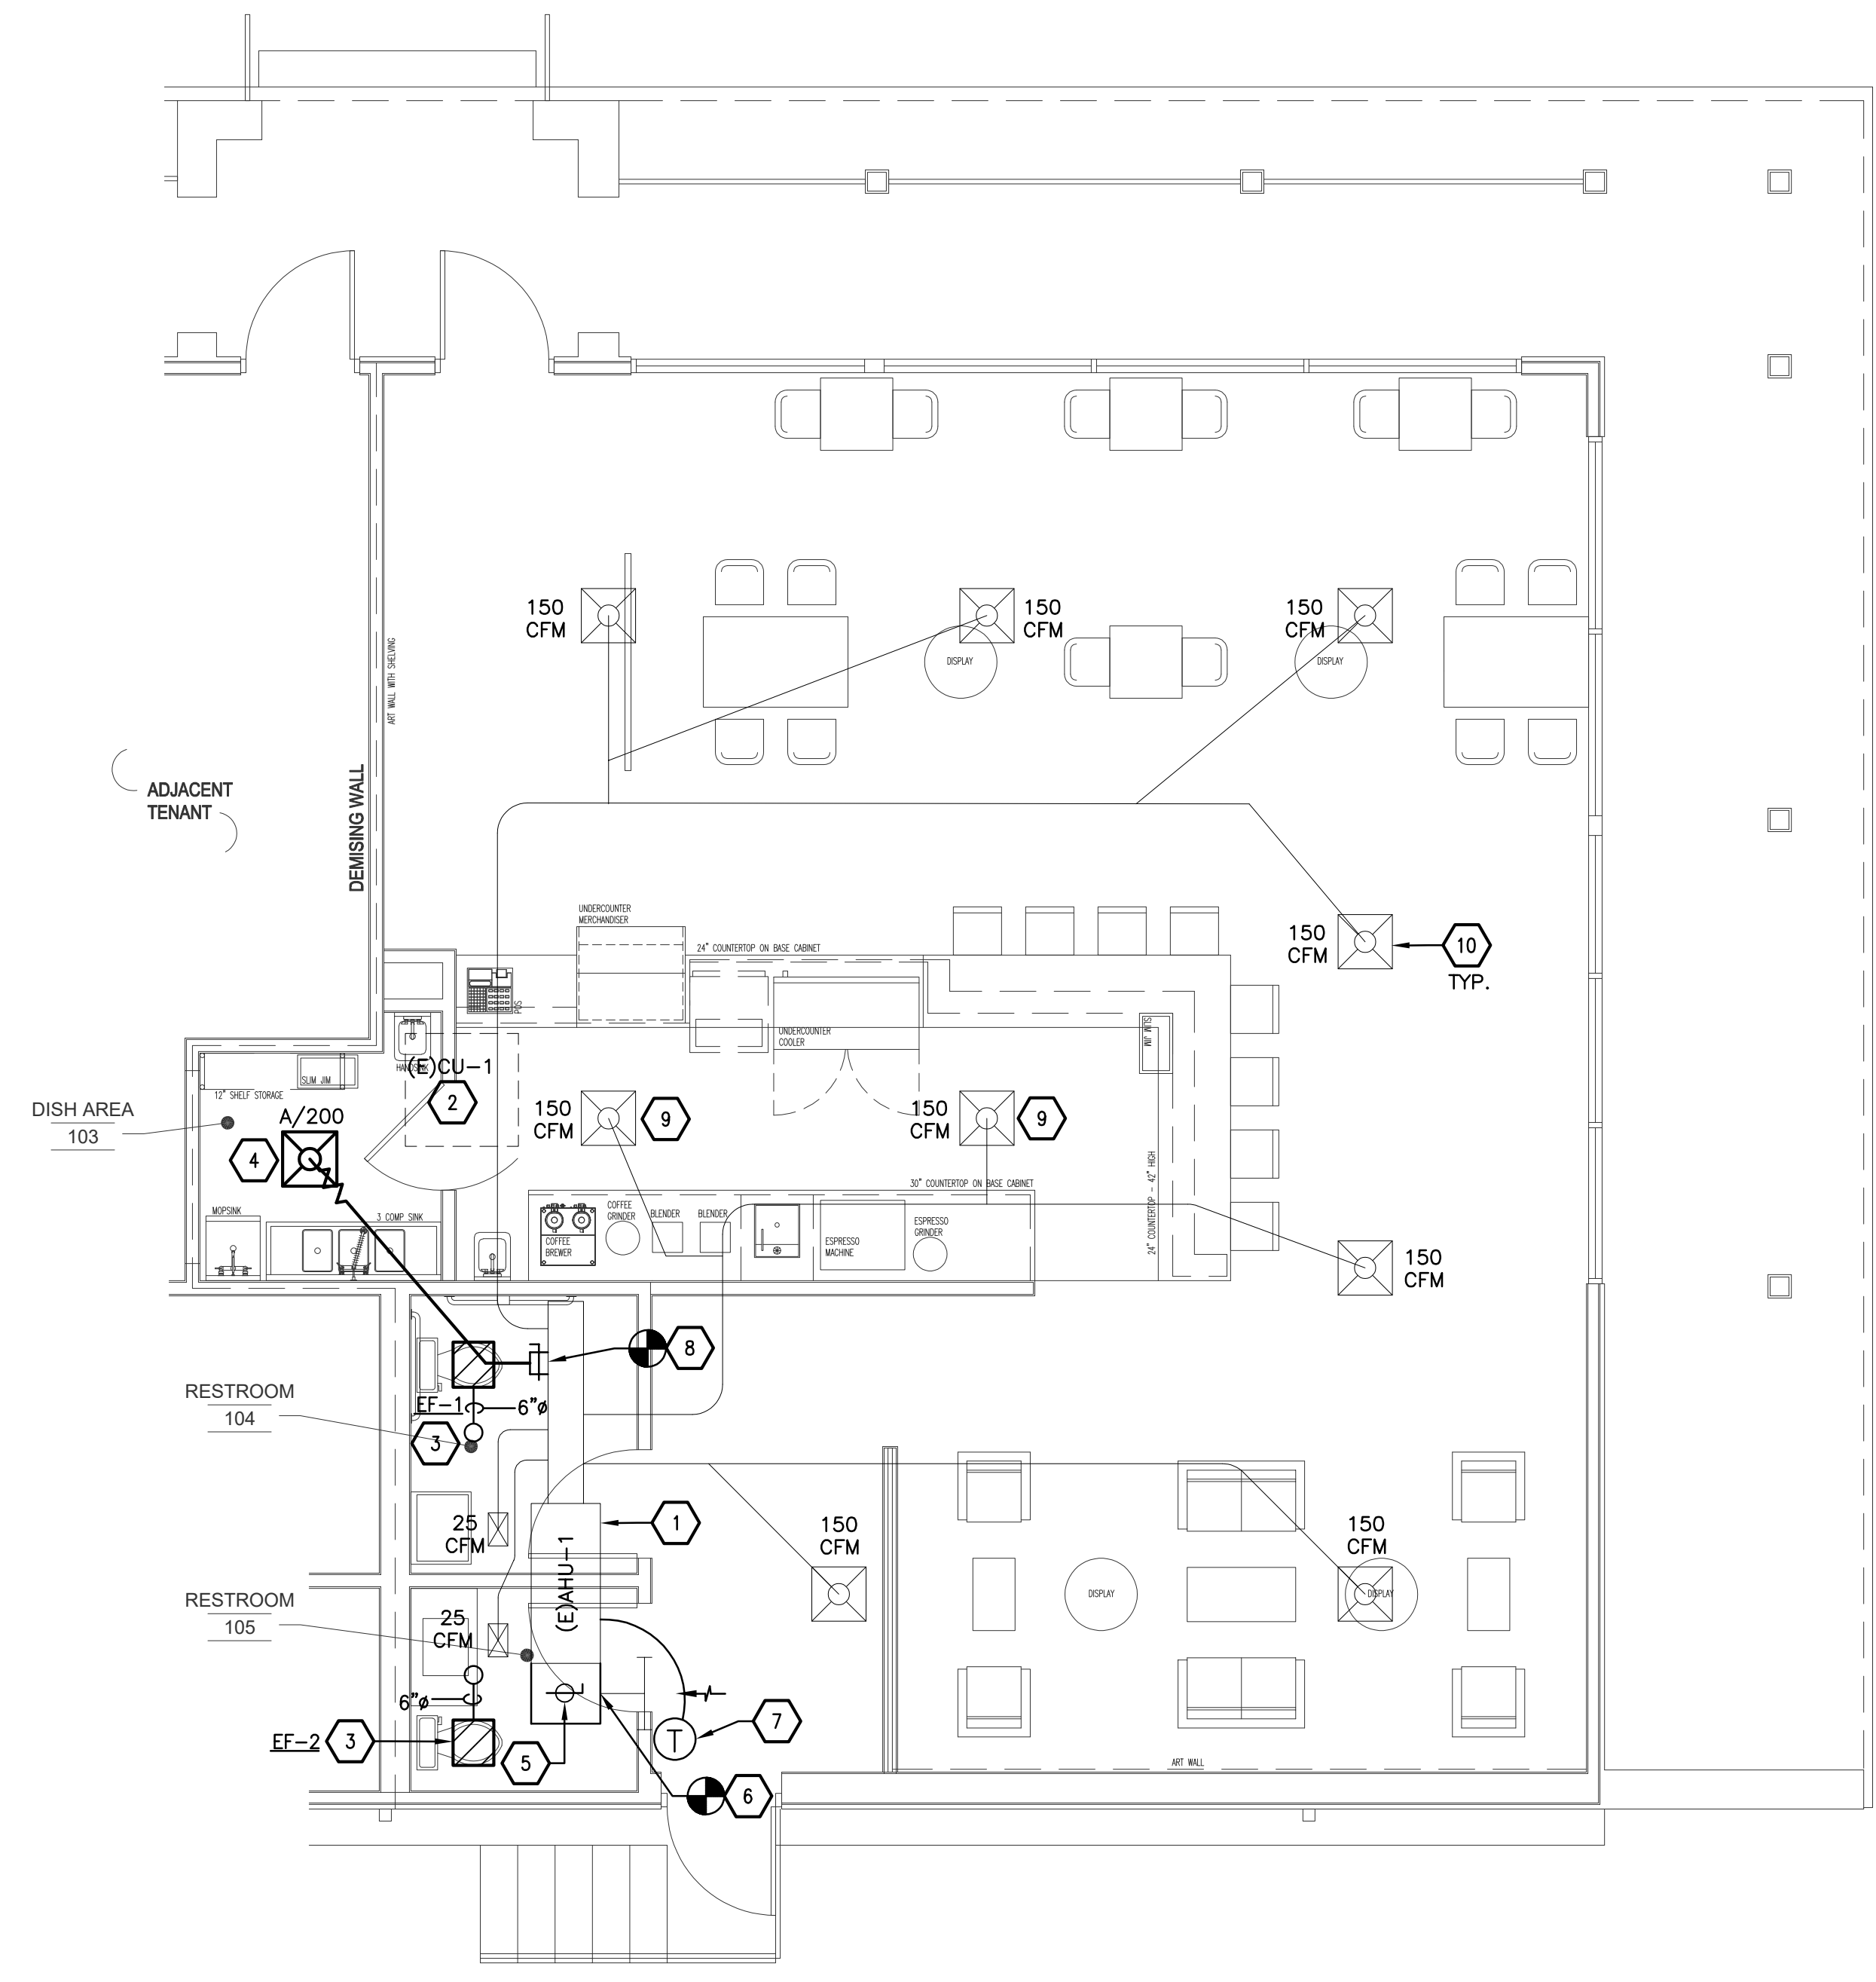 150
CFM
150
CFM
150
CFM
DISPLAY
DISPLAY
ART WALL WITH SHELVING
ADJACENT
TENANT
DEMISING WALL
UNDERCOUNTER
MERCHANDISER
24" COUNTERTOP ON BASE CABINET
150
CFM
10
TYP.
POS
UNDERCOUNTER
COOLER
SLIM JIM
HANDSINK
(E)CU-1
2
SLIM JIM
12" SHELF STORAGE
DISH AREA
103
A/200
4
150
CFM
9
150
CFM
9
24" COUNTERTOP - 42" HIGH
30" COUNTERTOP ON BASE CABINET
MOPSINK
3 COMP SINK
COFFEE
GRINDER
BLENDER
BLENDER
COFFEE
BREWER
ESPRESSO
MACHINE
ESPRESSO
GRINDER
150
CFM
8
RESTROOM
104
EF-1
6"ø
3
25
CFM
1
(E)AHU-1
150
CFM
150
CFM
DISPLAY
DISPLAY
RESTROOM
105
25
CFM
6"ø
EF-2
3
5
T
7
6
ART WALL